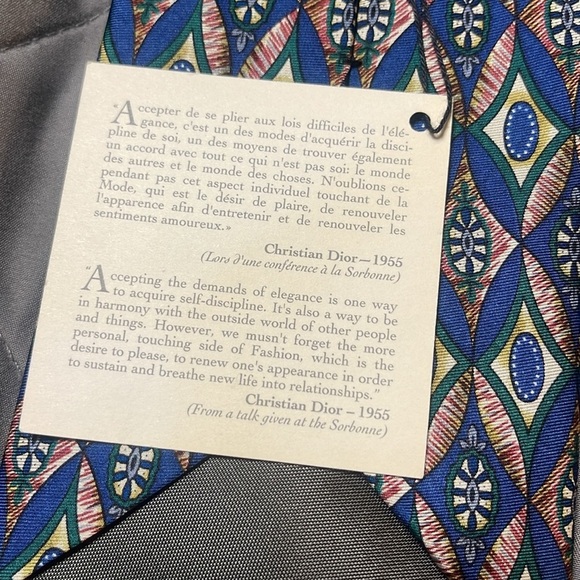 "Accepter de se plier aux lois difficiles de l'élé-
gance, c'est un des modes d'acquérir la disci-
pline de soi, un des moyens de trouver également
un accord avec tout ce qui n'est pas soi: le monde
des autres et le monde des choses. N'oublions ce-
pendant pas cet aspect individuel touchant de la
Mode, qui est le désir de plaire, de renouveler
l'apparence afin d'entretenir et de renouveler les
sentiments amoureux.»
Christian Dior—1955
(Lors d'une conférence à la Sorbonne)
"Accepting the demands of elegance is one way
to acquire self-discipline. It's also a way to be
in harmony with the outside world of other people
and things. However, we musn't forget the more
personal, touching side of Fashion, which is the
desire to please, to renew one's appearance in order
to sustain and breathe new life into relationships."
Christian Dior – 1955
(From a talk given at the Sorbonne)